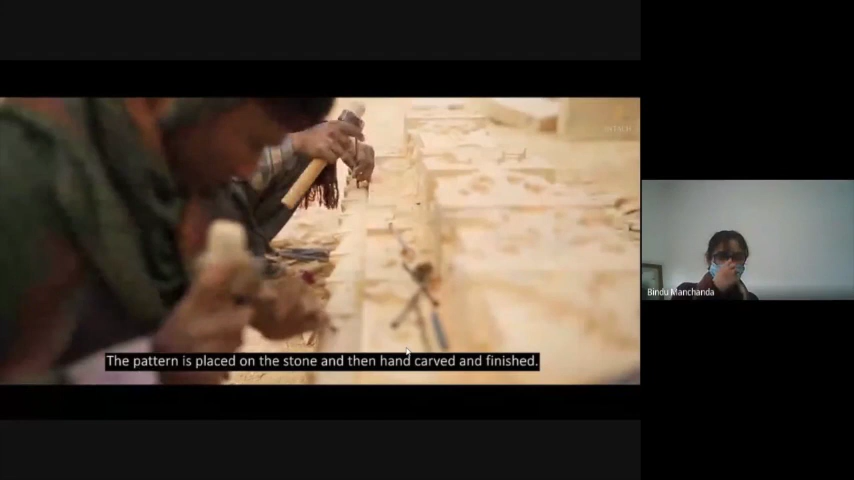 The pattern is placed on the stone and then hand carved and finished.
Bindu Manchanda